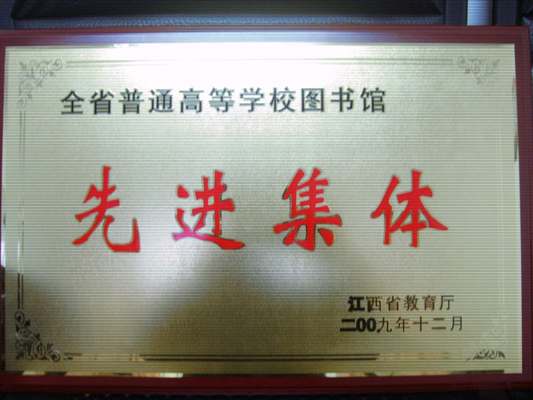 全省普通高等学校图书馆
先进集体
江西省教育厅
二00九年十二月